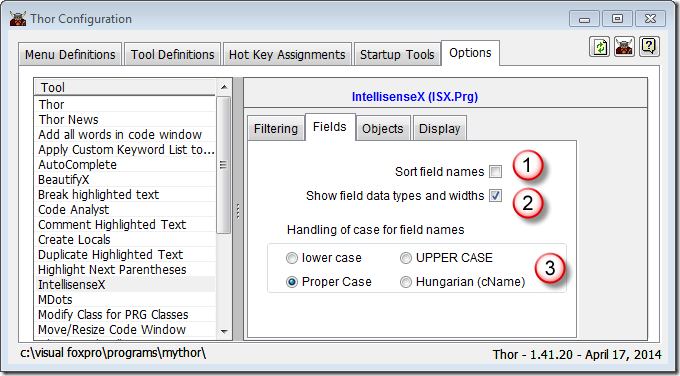 Thor Configuration
Menu Definitions Tool Definitions Hot Key Assignments Startup Tools Options
Tool
Thor
Thor News
Add all words in code window
Apply Custom Keyword List to...
AutoComplete
BeautifyX
Break highlighted text
Code Analyst
Comment Highlighted Text
Create Locals
Duplicate Highlighted Text
Highlight Next Parentheses
IntellisenseX
MDots
Modify Class for PRG Classes
Move/Resize Code Window
IntellisenseX (ISX.Prg)
Filtering Fields Objects Display
Sort field names 1
Show field data types and widths 2
Handling of case for field names
lower case UPPER CASE
Proper Case Hungarian (cName) 3
c:\visual foxpro\programs\mythor\
Thor - 1.41.20 - April 17, 2014